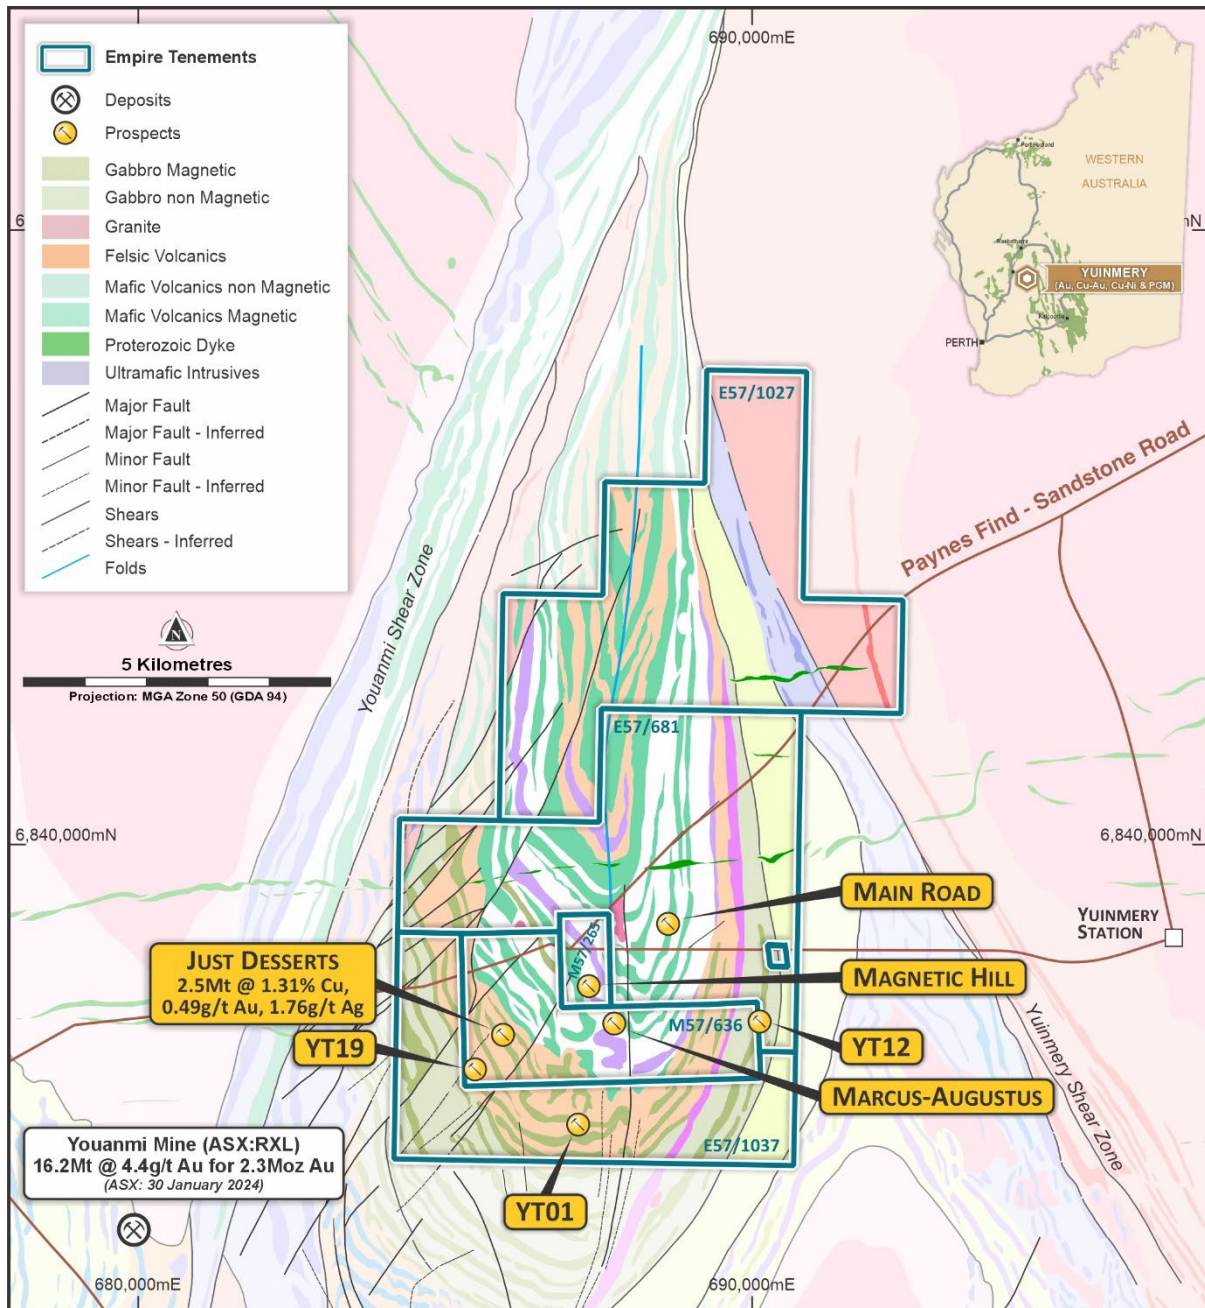 690,000mE
Empire Tenements
Deposits
Prospects
Gabbro Magnetic
Gabbro non Magnetic
Granite
Felsic Volcanics
Mafic Volcanics non Magnetic
Mafic Volcanics Magnetic
Proterozoic Dyke
Ultramafic Intrusives
Major Fault
Major Fault - Inferred
Minor Fault
Minor Fault - Inferred
Shears
Shears - Inferred
Folds
6
mN
N
5 Kilometres
Projection: MGA Zone 50 (GDA 94)
Port Hedland
WESTERN
AUSTRALIA
YUINMERY
(Au, Cu-Au, Cu-Ni & PGM)
Kalgoorlie
PERTH
E57/1027
Paynes Find - Sandstone Road
Youanmi Shear Zone
E57/681
6,840,000mN
6,840,000mN
MAIN ROAD
YUINMERY
STATION
M57/265
JUST DESSERTS
2.5Mt @ 1.31% Cu,
0.49g/t Au, 1.76g/t Ag
MAGNETIC HILL
M57/636
YT19
YT12
MARCUS-AUGUSTUS
Yuinmery Shear Zone
Youanmi Mine (ASX:RXL)
16.2Mt @ 4.4g/t Au for 2.3Moz Au
(ASX: 30 January 2024)
E57/1037
YT01
680,000mE
690,000mE